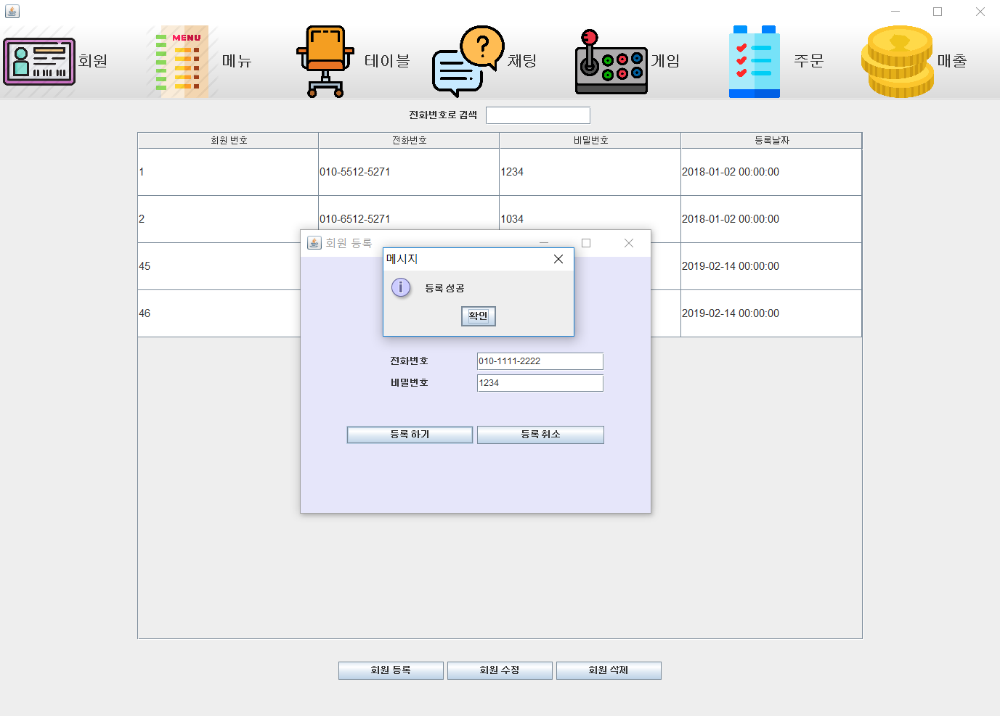 회원
MENU
메뉴
테이블
?
채팅
게임
주문
매출
전화번호로 검색
회원 번호 전화번호 비밀번호 등록날짜
1 010-5512-5271 1234 2018-01-02 00:00:00
2 010-6512-5271 1034 2018-01-02 00:00:00
45 2019-02-14 00:00:00
46 2019-02-14 00:00:00
회원 등록
메시지
등록 성공
확인
전화번호 010-1111-2222
비밀번호 1234
등록 하기 등록 취소
회원 등록 회원 수정 회원 삭제